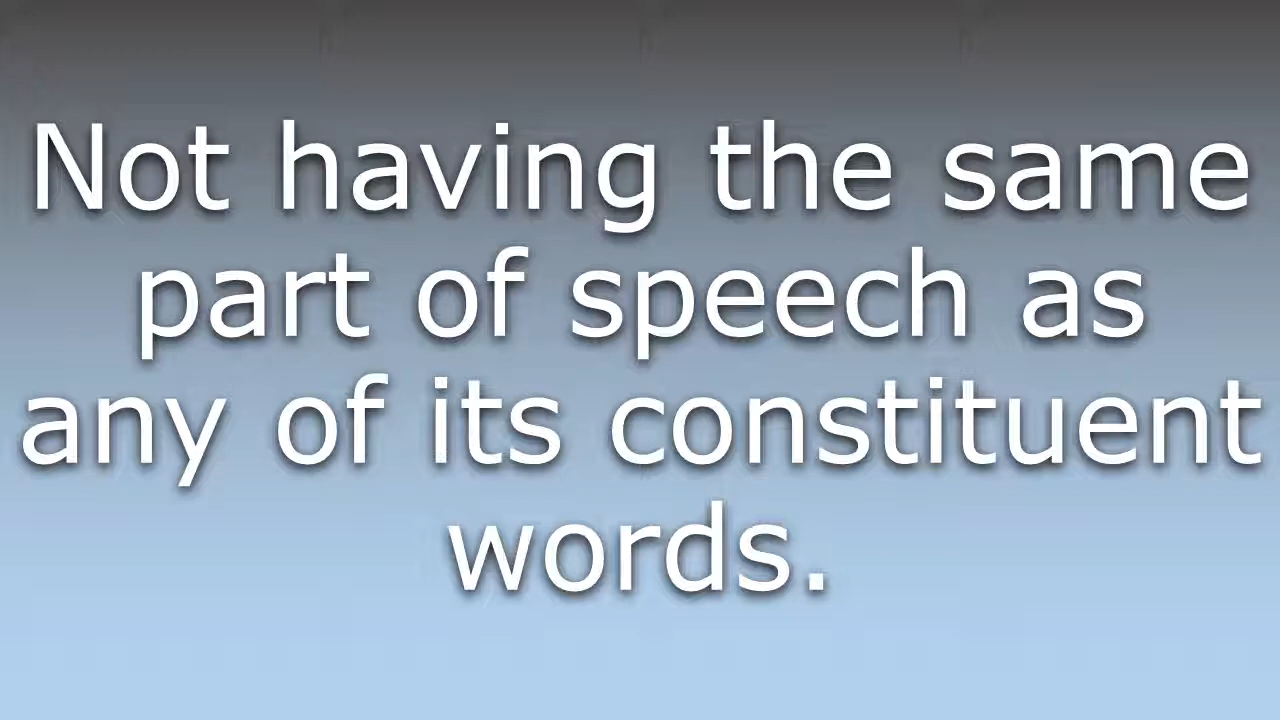 Not having the same
part of speech as
any of its constituent
words.